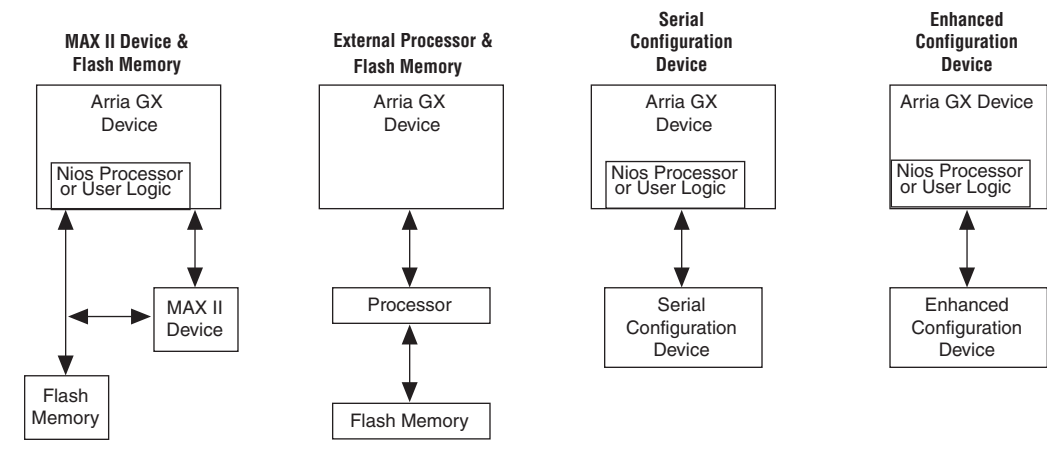 MAX II Device &
Flash Memory
Arria GX
Device
Nios Processor
or User Logic
MAX II
Device
Flash
Memory
External Processor &
Flash Memory
Arria GX
Device
Processor
Flash Memory
Serial
Configuration
Device
Arria GX
Device
Nios Processor
or User Logic
Serial
Configuration
Device
Enhanced
Configuration
Device
Arria GX Device
Nios Processor
or User Logic
Enhanced
Configuration
Device